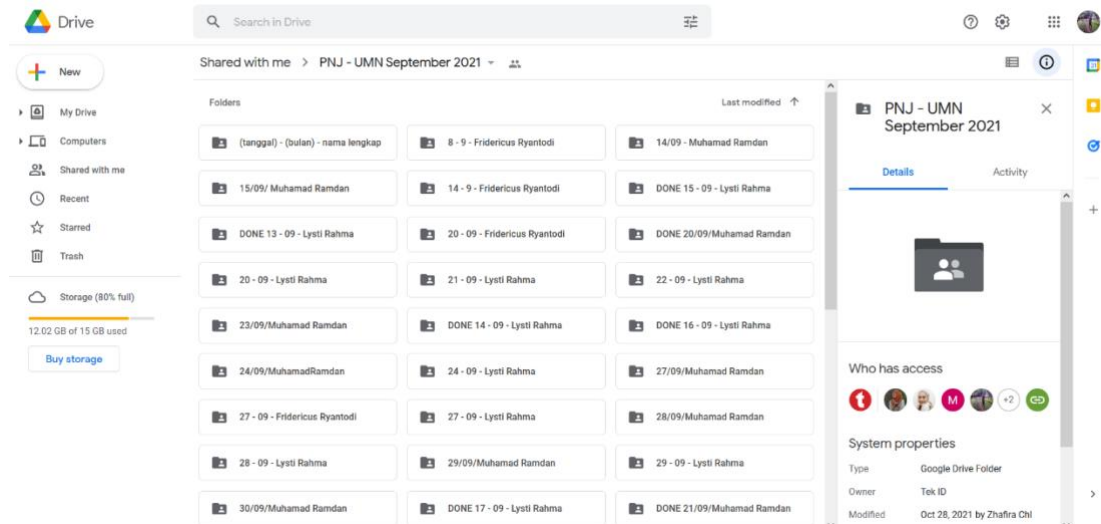 Drive
Search in Drive
New
My Drive
Computers
Shared with me
Recent
Starred
Trash
Storage (80% full)
12.02 GB of 15 GB used
Buy storage
Shared with me > PNJ - UMN September 2021
Folders
Last modified
(tanggal) - (bulan) - nama lengkap
8 - 9 - Fridericus Ryantodi
14/09 - Muhamad Ramdan
15/09/ Muhamad Ramdan
14 - 9 - Fridericus Ryantodi
DONE 15 - 09 - Lysti Rahma
DONE 13 - 09 - Lysti Rahma
20 - 09 - Fridericus Ryantodi
DONE 20/09/Muhamad Ramdan
20 - 09 - Lysti Rahma
21 - 09 - Lysti Rahma
22 - 09 - Lysti Rahma
23/09/Muhamad Ramdan
DONE 14 - 09 - Lysti Rahma
DONE 16 - 09 - Lysti Rahma
24/09/MuhamadRamdan
24 - 09 - Lysti Rahma
27/09/Muhamad Ramdan
27 - 09 - Fridericus Ryantodi
27 - 09 - Lysti Rahma
28/09/Muhamad Ramdan
28 - 09 - Lysti Rahma
29/09/Muhamad Ramdan
29 - 09 - Lysti Rahma
30/09/Muhamad Ramdan
DONE 17 - 09 - Lysti Rahma
DONE 21/09/Muhamad Ramdan
PNJ - UMN
September 2021
Details
Activity
Who has access
t
M
+2
System properties
Type Google Drive Folder
Owner Tek ID
Modified Oct 28, 2021 by Zhafira Chl
31